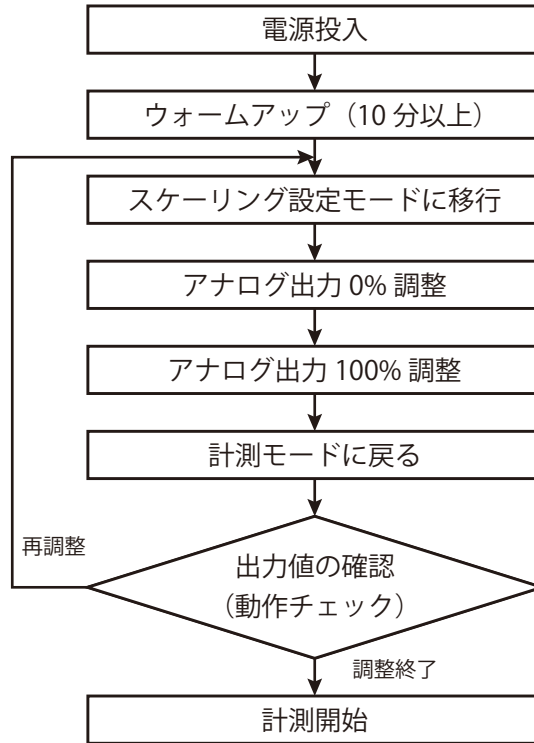 電源投入
ウォームアップ（10 分以上）
スケーリング設定モードに移行
アナログ出力 0% 調整
アナログ出力 100% 調整
計測モードに戻る
再調整
出力値の確認
（動作チェック）
調整終了
計測開始